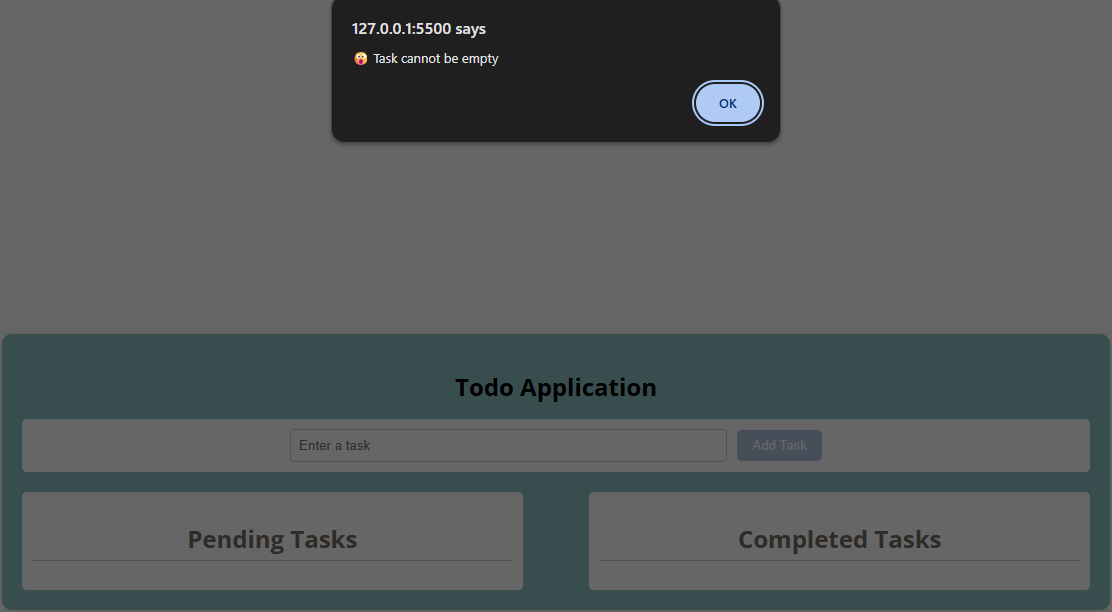 127.0.0.1:5500 says
😲 Task cannot be empty
OK
Todo Application
Enter a task
Add Task
Pending Tasks
Completed Tasks